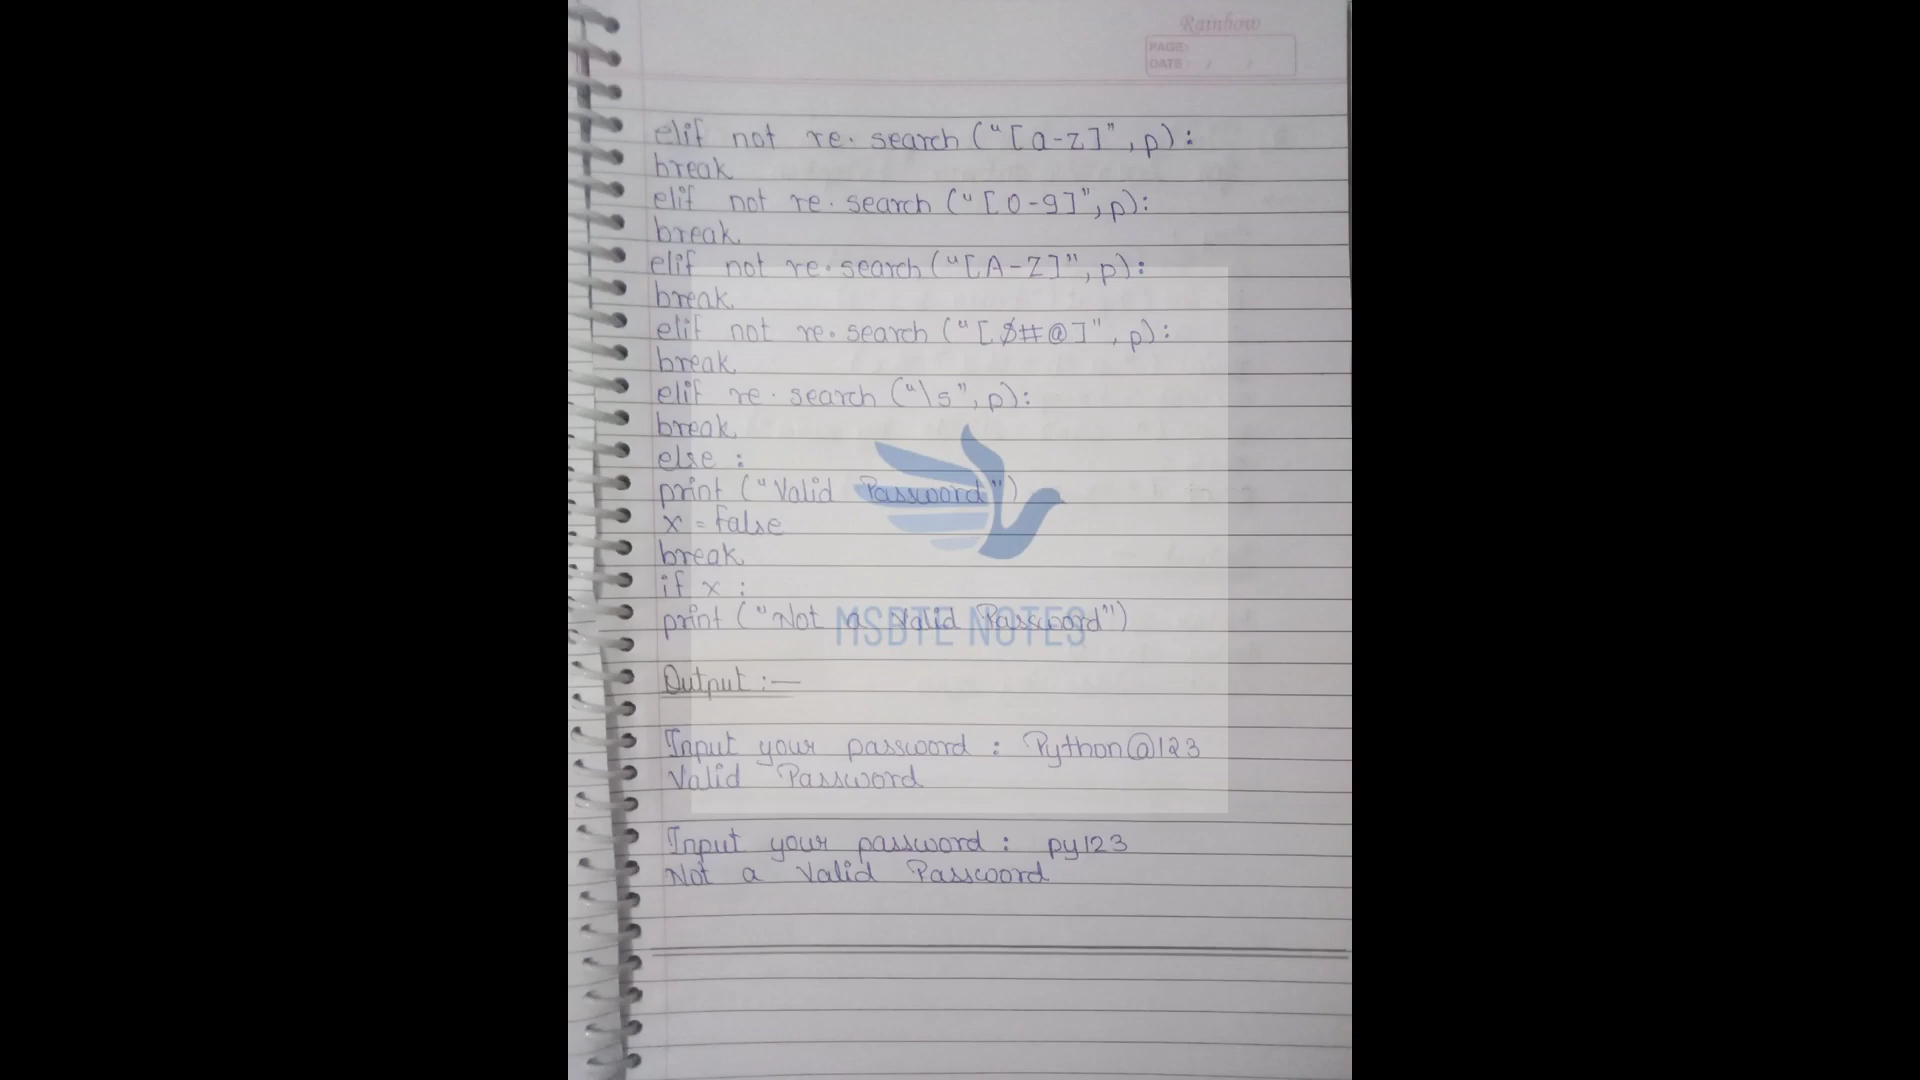 Rainbow
PAGE:
DATE: / /
elif not re.search ("[a-z]", p):
break
elif not re.search ("[0-9]", p):
break
elif not re.search ("[A-Z]", p):
break
elif not re.search ("[$#@]", p):
break
elif re.search ("\s", p):
break
else :
print ("Valid Password")
x = false
break
if x :
print ("Not a Valid Password")
MSBTE NOTES
Output :—
Input your password : Python@123
Valid Password
Input your password : py123
Not a Valid Password